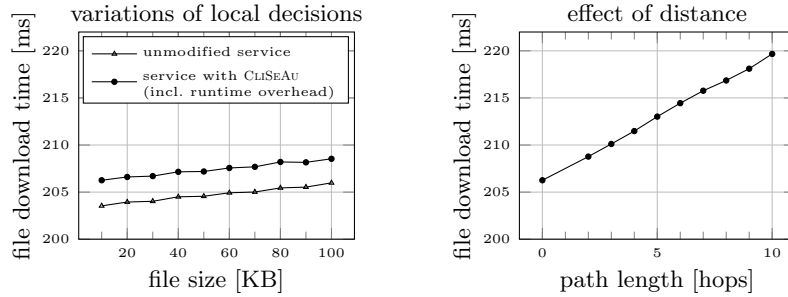 variations of local decisions
file download time [ms]
220
215
210
205
200
unmodified service
service with CLISEAU
(incl. runtime overhead)
20
40
60
80
100
file size [KB]
effect of distance
file download time [ms]
220
215
210
205
200
0
5
10
path length [hops]